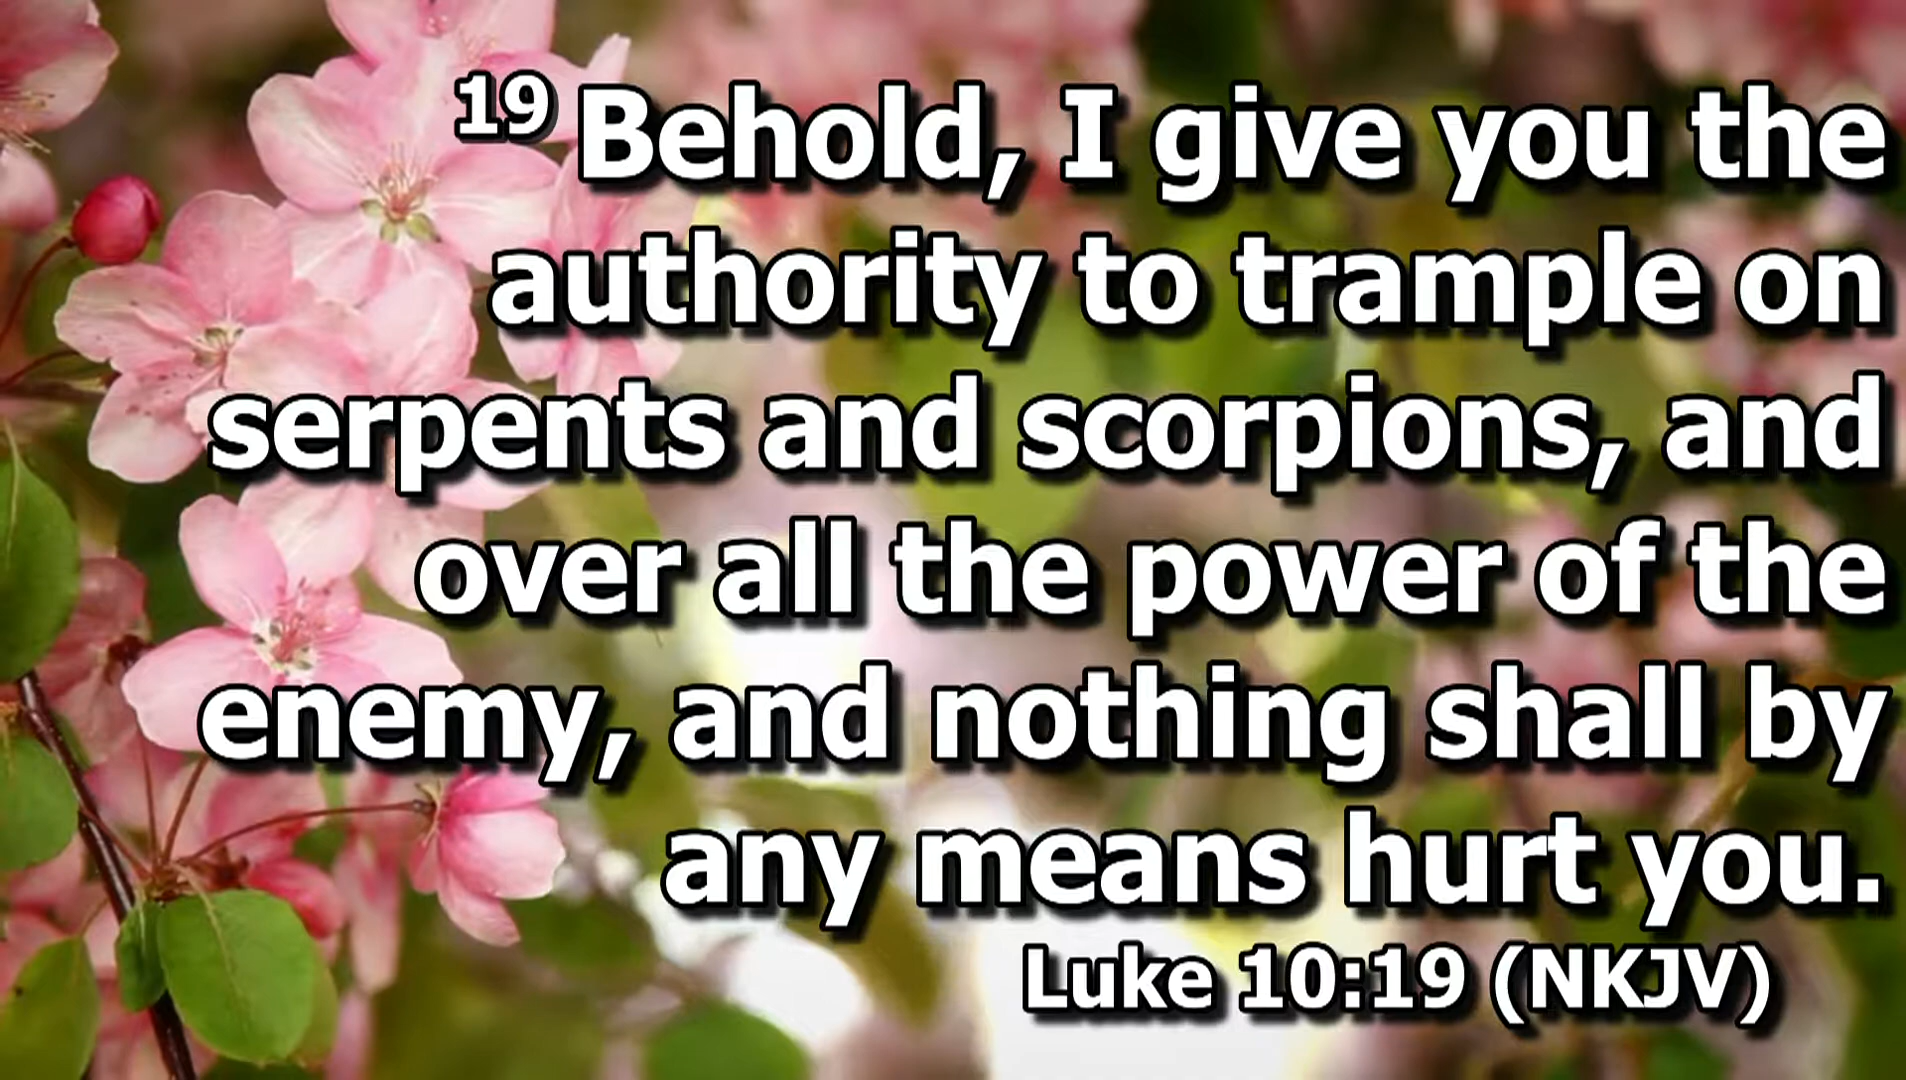 19 Behold, I give you the
authority to trample on
serpents and scorpions, and
over all the power of the
enemy, and nothing shall by
any means hurt you.
Luke 10:19 (NKJV)